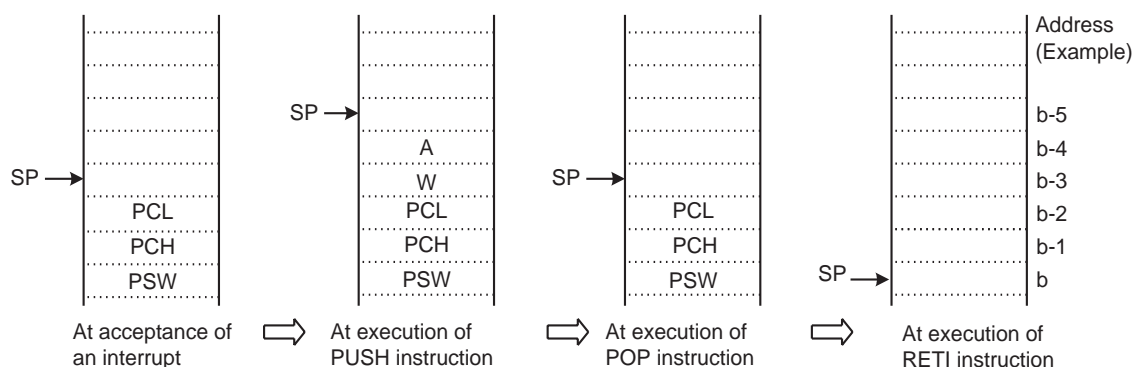 Address
(Example)
SP
b-5
A
b-4
SP
W
SP
b-3
PCL
PCL
PCL
b-2
PCH
PCH
PCH
b-1
PSW
PSW
PSW
SP
b
At acceptance of
an interrupt
At execution of
PUSH instruction
At execution of
POP instruction
At execution of
RETI instruction